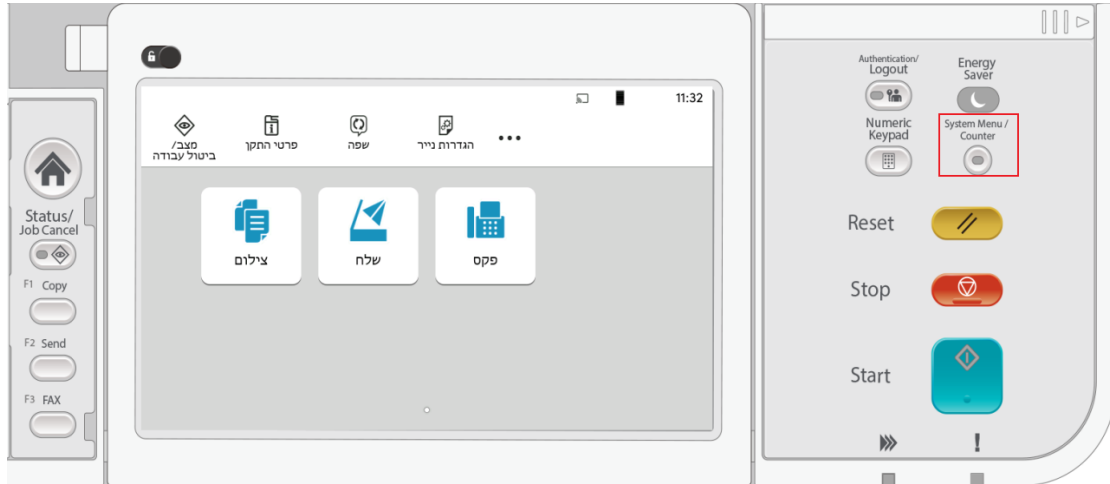 11:32
מצב/
ביטול עבודה
פרטי התקן
שפה
הגדרות נייר
צילום
שלח
פקס
Status/
Job Cancel
F1 Copy
F2 Send
F3 FAX
Authentication/
Logout
Energy
Saver
Numeric
Keypad
System Menu /
Counter
Reset
Stop
Start